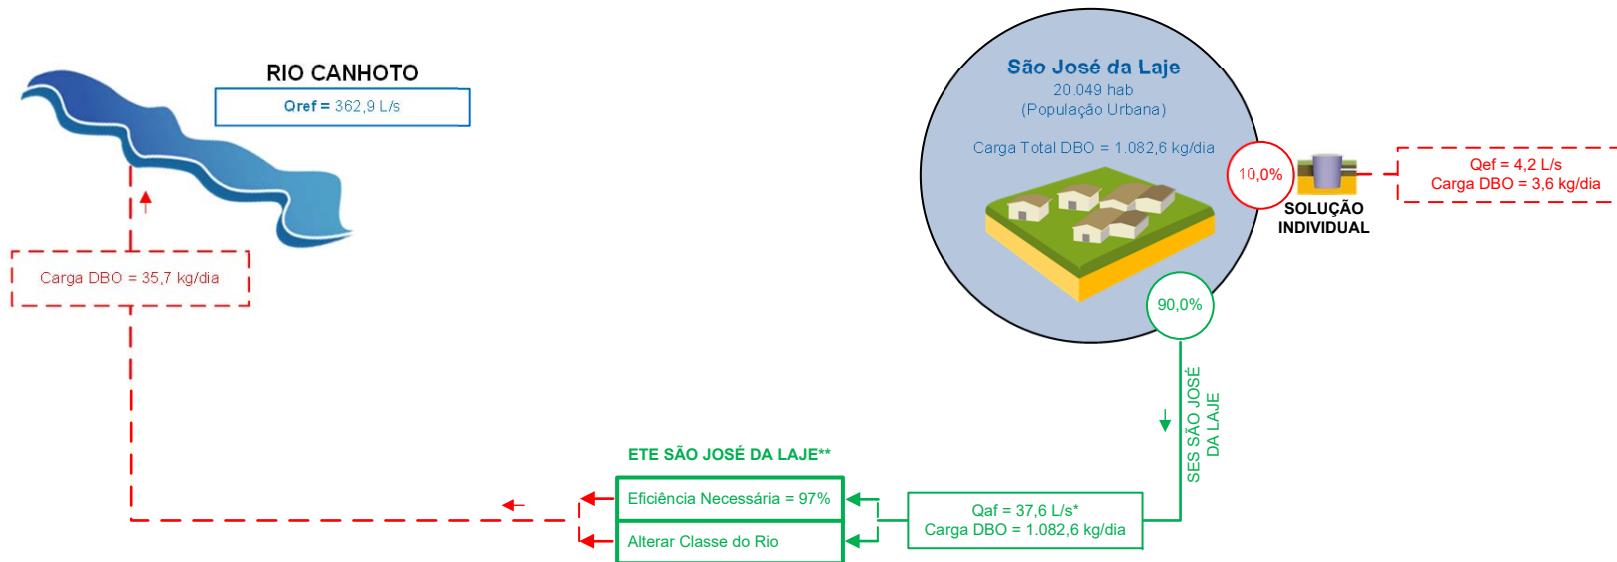 RIO CANHOTO
Qref = 362,9 L/s
São José da Laje
20.049 hab
(População Urbana)
Carga Total DBO = 1.082,6 kg/dia
10,0%
SOLUÇÃO
INDIVIDUAL
Qef = 4,2 L/s
Carga DBO = 3,6 kg/dia
90,0%
Carga DBO = 35,7 kg/dia
SES SÃO JOSÉ
DA LAJE
ETE SÃO JOSÉ DA LAJE**
Eficiência Necessária = 97%
Alterar Classe do Rio
Qaf = 37,6 L/s*
Carga DBO = 1.082,6 kg/dia